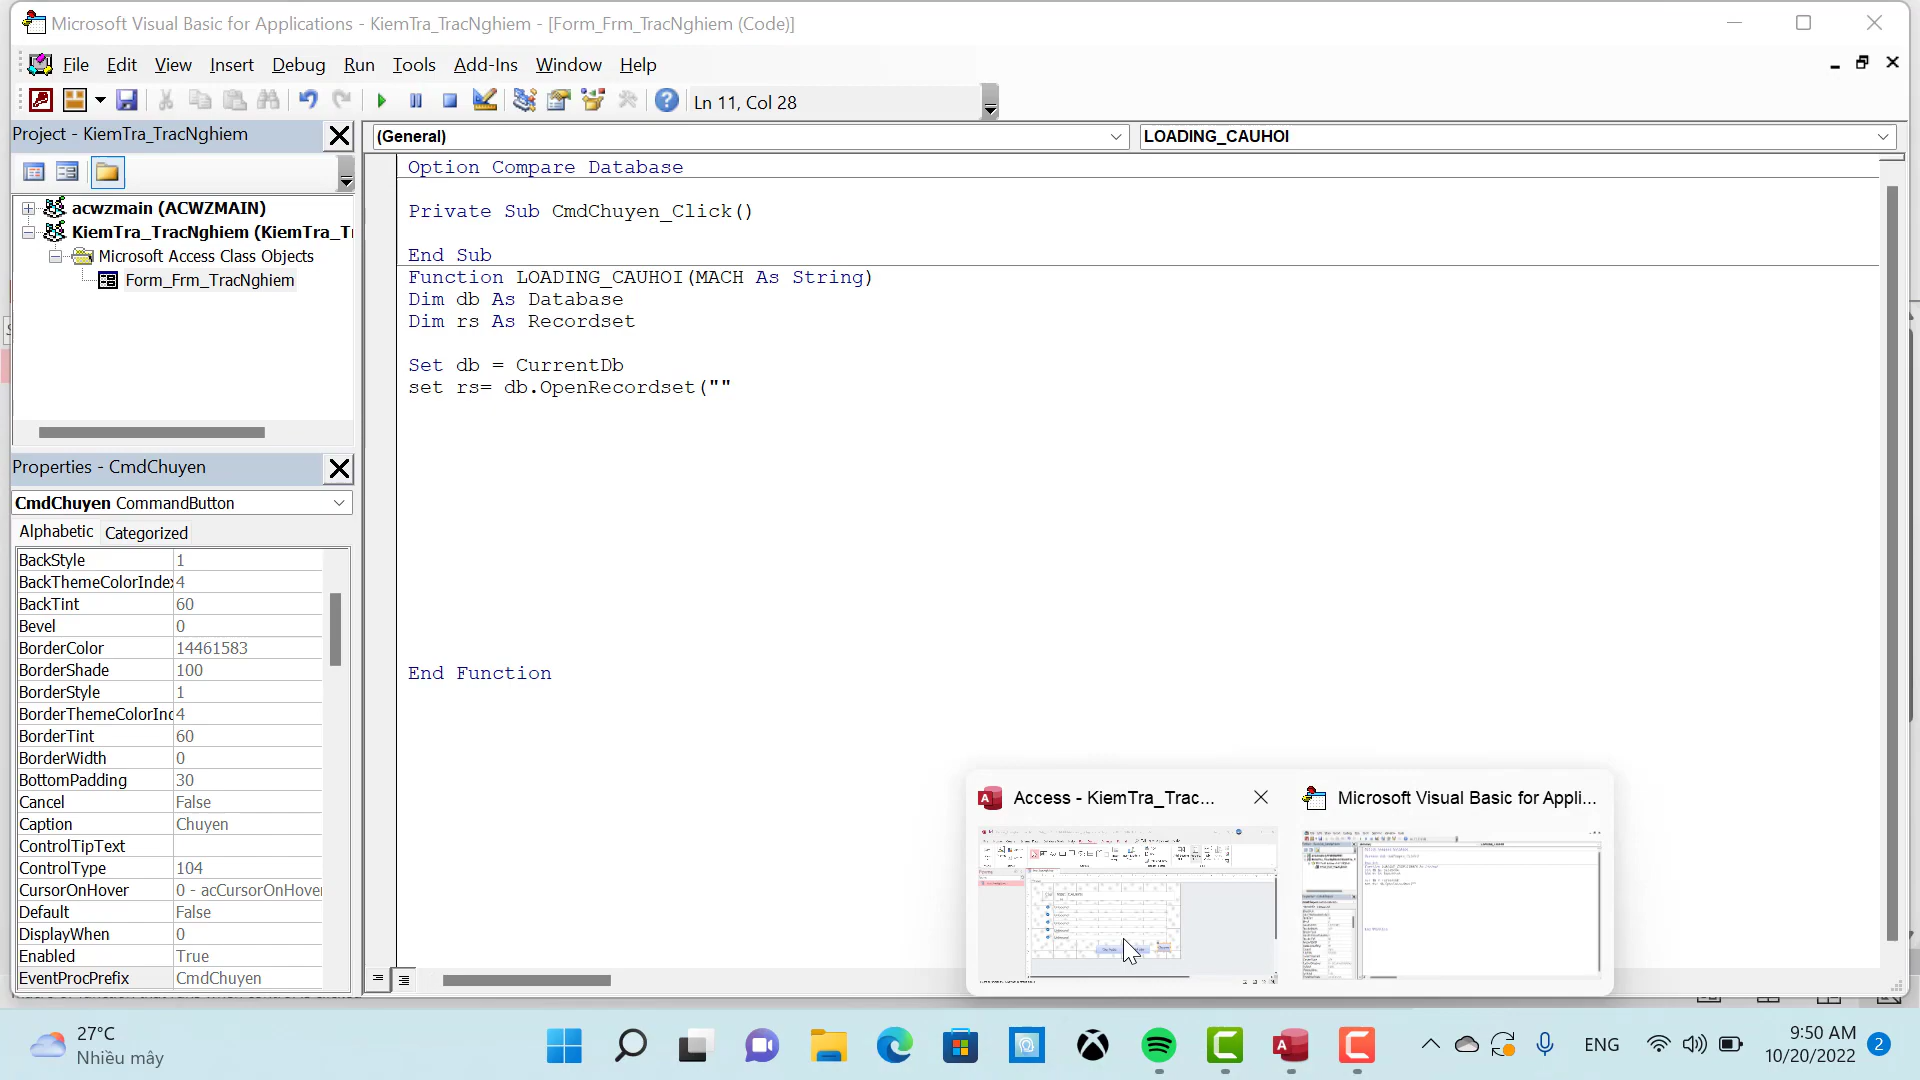 Microsoft Visual Basic for Applications - KiemTra_TracNghiem - [Form_Frm_TracNghiem (Code)]
File Edit View Insert Debug Run Tools Add-Ins Window Help
Ln 11, Col 28
Project - KiemTra_TracNghiem
(General)
LOADING_CAUHOI
acwzmain (ACWZMAIN)
KiemTra_TracNghiem (KiemTra_Tr
Microsoft Access Class Objects
Form_Frm_TracNghiem
Option Compare Database
Private Sub CmdChuyen_Click()
End Sub
Function LOADING_CAUHOI(MACH As String)
Dim db As Database
Dim rs As Recordset
Set db = CurrentDb
set rs= db.OpenRecordset(""
End Function
Properties - CmdChuyen
CmdChuyen CommandButton
Alphabetic Categorized
BackStyle 1
BackThemeColorIndex 4
BackTint 60
Bevel 0
BorderColor 14461583
BorderShade 100
BorderStyle 1
BorderThemeColorInd 4
BorderTint 60
BorderWidth 0
BottomPadding 30
Cancel False
Caption Chuyen
ControlTipText
ControlType 104
CursorOnHover 0 - acCursorOnHover
Default False
DisplayWhen 0
Enabled True
EventProcPrefix CmdChuyen
Access - KiemTra_Trac...
Microsoft Visual Basic for Appli...
27°C
Nhiều mây
ENG
9:50 AM
10/20/2022
2